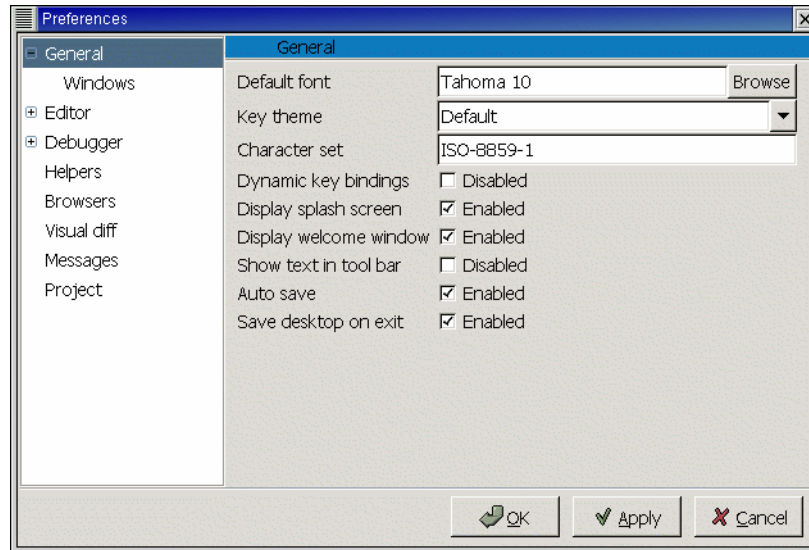 Preferences
General
Windows
Editor
Debugger
Helpers
Browsers
Visual diff
Messages
Project
General
Default font Tahoma 10 Browse
Key theme Default
Character set ISO-8859-1
Dynamic key bindings Disabled
Display splash screen Enabled
Display welcome window Enabled
Show text in tool bar Disabled
Auto save Enabled
Save desktop on exit Enabled
OK Apply Cancel